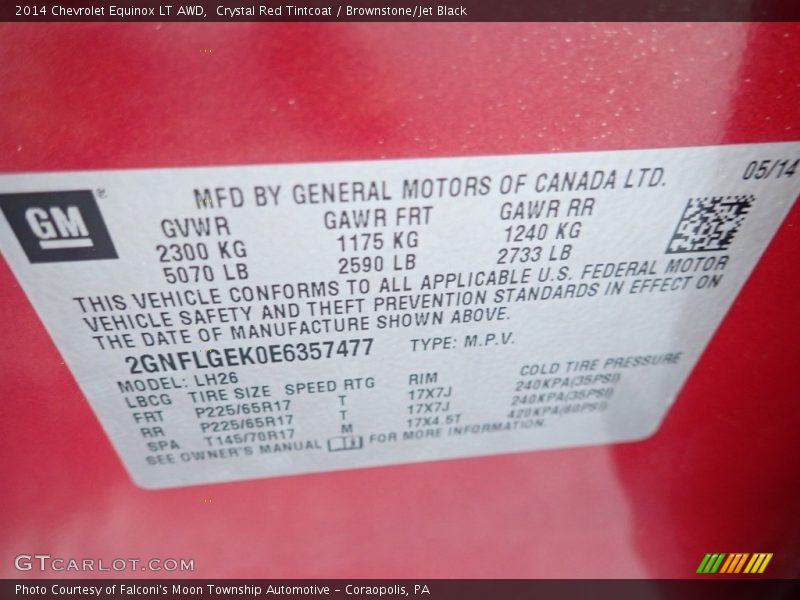 2014 Chevrolet Equinox LT AWD,  Crystal Red Tintcoat / Brownstone/Jet Black
05/14
GM®
MFD BY GENERAL MOTORS OF CANADA LTD.
GVWR GAWR FRT GAWR RR
2300 KG 1175 KG 1240 KG
5070 LB 2590 LB 2733 LB
THIS VEHICLE CONFORMS TO ALL APPLICABLE U.S. FEDERAL MOTOR
VEHICLE SAFETY AND THEFT PREVENTION STANDARDS IN EFFECT ON
THE DATE OF MANUFACTURE SHOWN ABOVE.
2GNFLGEK0E6357477 TYPE: M.P.V.
MODEL: LH26
LBCG TIRE SIZE SPEED RTG RIM COLD TIRE PRESSURE
FRT P225/65R17 T 17X7J 240KPA(35PSI)
RR P225/65R17 T 17X7J 240KPA(35PSI)
SPA T145/70R17 M 17X4.5T 420KPA(60PSI)
SEE OWNER'S MANUAL FOR MORE INFORMATION.
GTCARLOT.COM
Photo Courtesy of Falconi's Moon Township Automotive – Coraopolis, PA